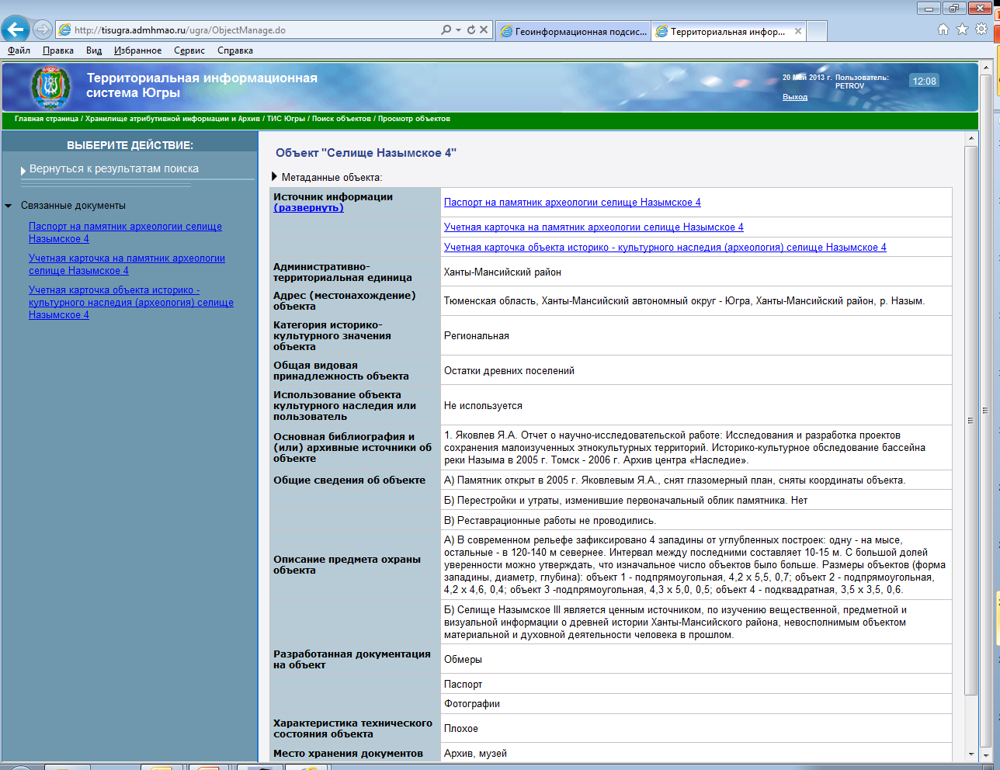 http://tisugra.admhmao.ru/ugra/ObjectManage.do
Геоинформационная подсис...
Территориальная инфор...
Файл Правка Вид Избранное Сервис Справка
Территориальная информационная
система Югры
20 Май 2013 г. Пользователь:
PETROV
12:08
Выход
Главная страница / Хранилище атрибутивной информации и Архив / ТИС Югры / Поиск объектов / Просмотр объектов
ВЫБЕРИТЕ ДЕЙСТВИЕ:
Вернуться к результатам поиска
Связанные документы
Паспорт на памятник археологии селище
Назымское 4
Учетная карточка на памятник археологии
селище Назымское 4
Учетная карточка объекта историко -
культурного наследия (археология) селище
Назымское 4
Объект "Селище Назымское 4"
Метаданные объекта:
Источник информации
(развернуть)
Паспорт на памятник археологии селище Назымское 4
Учетная карточка на памятник археологии селище Назымское 4
Учетная карточка объекта историко - культурного наследия (археология) селище Назымское 4
Административно-
территориальная единица
Ханты-Мансийский район
Адрес (местонахождение)
объекта
Тюменская область, Ханты-Мансийский автономный округ - Югра, Ханты-Мансийский район, р. Назым.
Категория историко-
культурного значения
объекта
Региональная
Общая видовая
принадлежность объекта
Остатки древних поселений
Использование объекта
культурного наследия или
пользователь
Не используется
Основная библиография и
(или) архивные источники об
объекте
1. Яковлев Я.А. Отчет о научно-исследовательской работе: Исследования и разработка проектов
сохранения малоизученных этнокультурных территорий. Историко-культурное обследование бассейна
реки Назыма в 2005 г. Томск - 2006 г. Архив центра «Наследие».
Общие сведения об объекте
А) Памятник открыт в 2005 г. Яковлевым Я.А., снят глазомерный план, сняты координаты объекта.
Б) Перестройки и утраты, изменившие первоначальный облик памятника. Нет
В) Реставрационные работы не проводились.
Описание предмета охраны
объекта
А) В современном рельефе зафиксировано 4 западины от углубленных построек: одну - на мысе,
остальные - в 120-140 м севернее. Интервал между последними составляет 10-15 м. С большой долей
уверенности можно утверждать, что изначальное число объектов было больше. Размеры объектов (форма
западины, диаметр, глубина): объект 1 - подпрямоугольная, 4,2 х 5,5, 0,7; объект 2 - подпрямоугольная,
4,2 х 4,6, 0,4; объект 3 -подпрямоугольная, 4,3 х 5,0, 0,5; объект 4 - подквадратная, 3,5 х 3,5, 0,6.
Б) Селище Назымское III является ценным источником, по изучению вещественной, предметной и
визуальной информации о древней истории Ханты-Мансийского района, невосполнимым объектом
материальной и духовной деятельности человека в прошлом.
Разработанная документация
на объект
Обмеры
Паспорт
Фотографии
Характеристика технического
состояния объекта
Плохое
Место хранения документов
Архив, музей